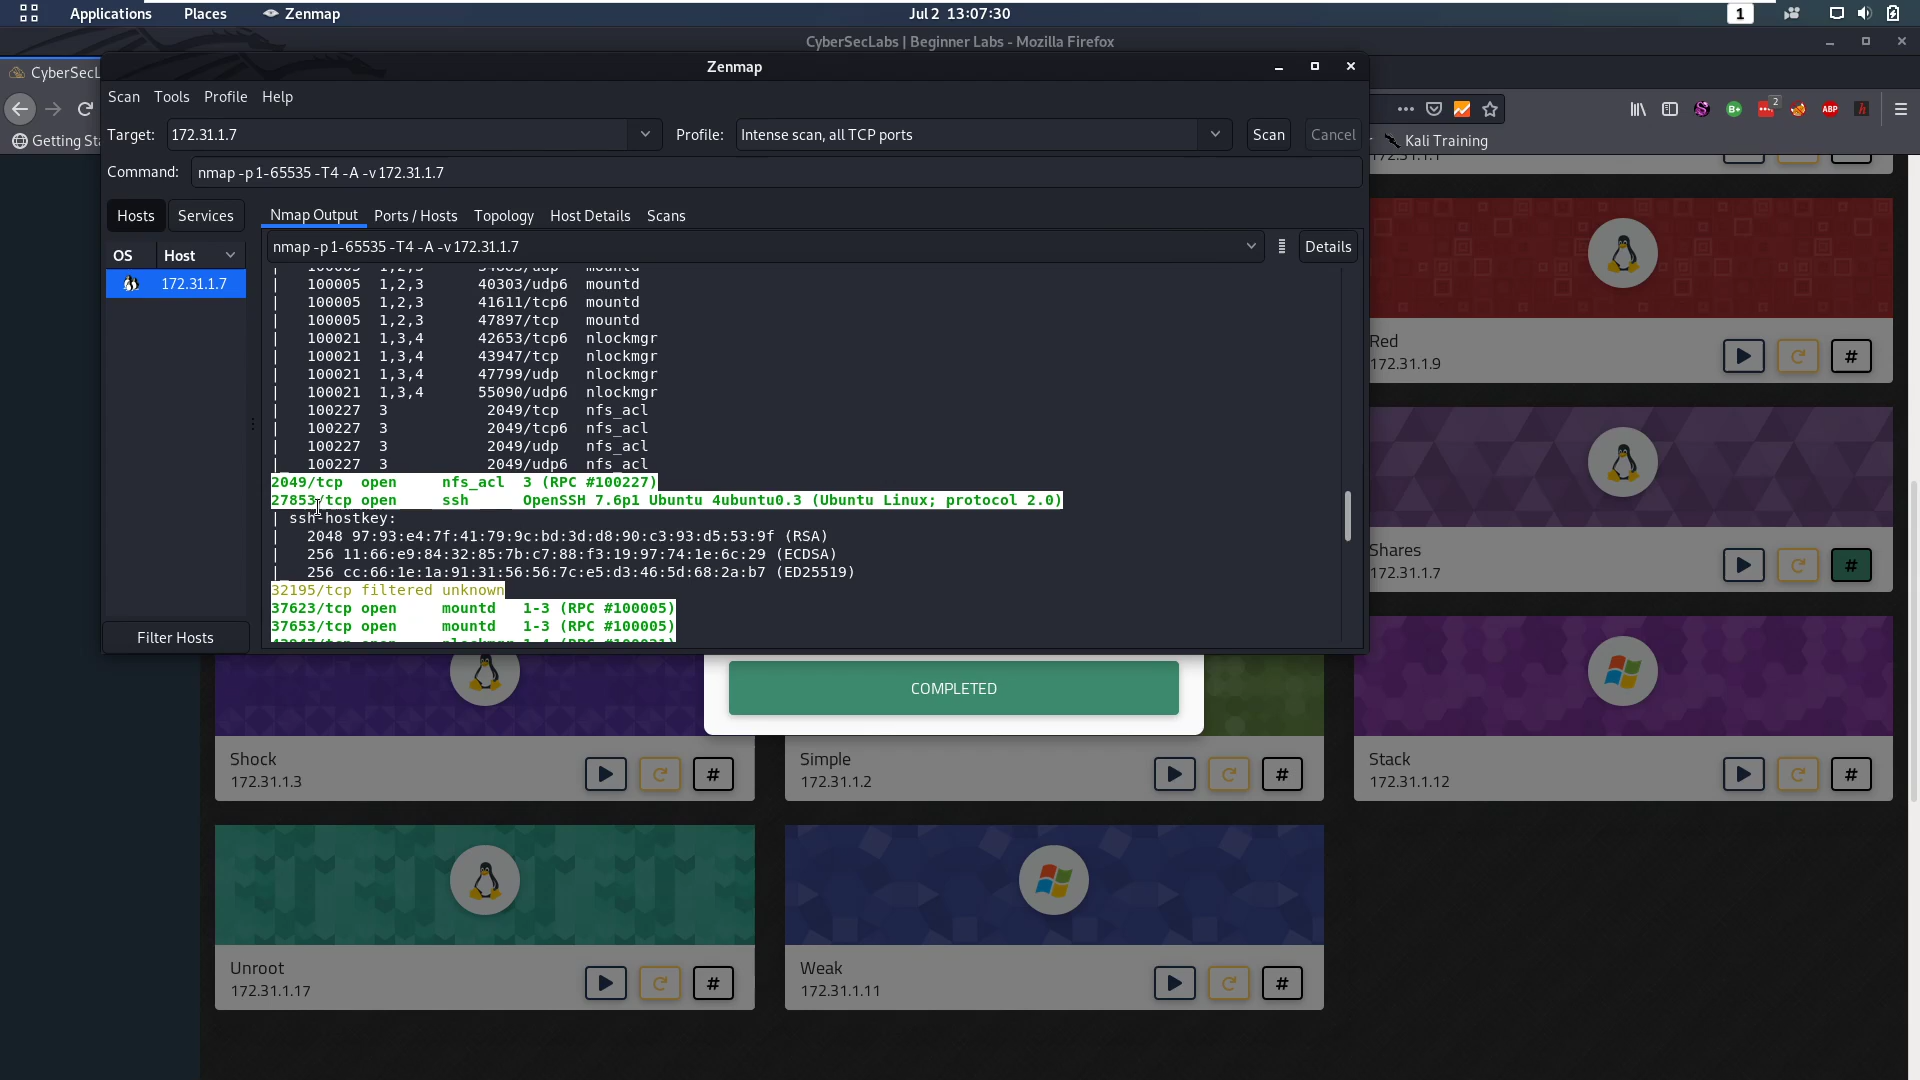 Applications Places Zenmap Jul 2 13:07:30 1
CyberSecLabs | Beginner Labs - Mozilla Firefox
CyberSecL
Zenmap
Scan Tools Profile Help
2
ABP
Target: 172.31.1.7 Profile: Intense scan, all TCP ports Scan Cancel
Getting Sta
Kali Training
Command: nmap -p 1-65535 -T4 -A -v 172.31.1.7
Hosts Services Nmap Output Ports / Hosts Topology Host Details Scans
nmap -p 1-65535 -T4 -A -v 172.31.1.7 Details
OS Host
172.31.1.7
| 100005 1,2,3 40303/udp6 mountd
| 100005 1,2,3 41611/tcp6 mountd
| 100005 1,2,3 47897/tcp mountd
| 100021 1,3,4 42653/tcp6 nlockmgr
| 100021 1,3,4 43947/tcp nlockmgr
| 100021 1,3,4 47799/udp nlockmgr
| 100021 1,3,4 55090/udp6 nlockmgr
| 100227 3 2049/tcp nfs_acl
| 100227 3 2049/tcp6 nfs_acl
| 100227 3 2049/udp nfs_acl
|_ 100227 3 2049/udp6 nfs_acl
2049/tcp open nfs_acl 3 (RPC #100227)
27853/tcp open ssh OpenSSH 7.6p1 Ubuntu 4ubuntu0.3 (Ubuntu Linux; protocol 2.0)
| ssh-hostkey:
| 2048 97:93:e4:7f:41:79:9c:bd:3d:d8:90:c3:93:d5:53:9f (RSA)
| 256 11:66:e9:84:32:85:7b:c7:88:f3:19:97:74:1e:6c:29 (ECDSA)
|_ 256 cc:66:1e:1a:91:31:56:56:7c:e5:d3:46:5d:68:2a:b7 (ED25519)
32195/tcp filtered unknown
37623/tcp open mountd 1-3 (RPC #100005)
37653/tcp open mountd 1-3 (RPC #100005)
Filter Hosts
Red
172.31.1.9
#
Shares
172.31.1.7
#
COMPLETED
Shock
172.31.1.3
#
Simple
172.31.1.2
#
Stack
172.31.1.12
#
Unroot
172.31.1.17
#
Weak
172.31.1.11
#